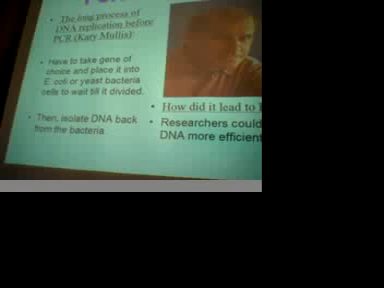 The long process of
DNA replication before
PCR (Kary Mullis):
Have to take gene of
choice and place it into
E. coli or yeast bacteria
cells to wait till it divided.
Then, isolate DNA back
from the bacteria.
How did it lead to
Researchers could
DNA more efficient